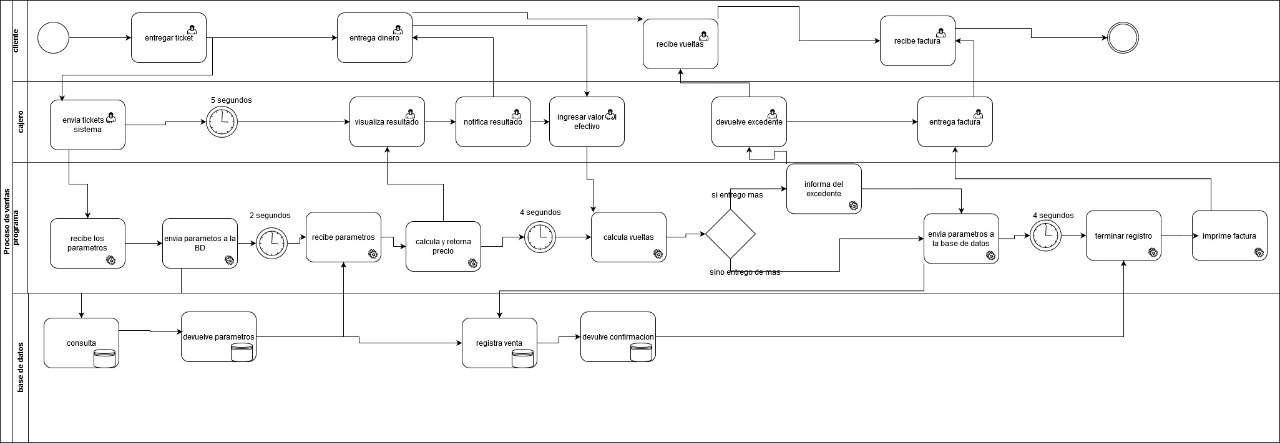 Proceso de ventas
cliente
entregar ticket
entrega dinero
recibe vueltas
recibe factura
cajero
envia tickets al
sistema
5 segundos
visualiza resultado
notifica resultado
ingresar valor del
efectivo
devuelve excedente
entrega factura
programa
recibe los
parametros
envia parametos a la
BD
2 segundos
recibe parametros
calcula y retorna
precio
4 segundos
calcula vueltas
si entrego mas
sino entrego de mas
informa del
excedente
envia parametros a
la base de datos
4 segundos
terminar registro
imprime factura
base de datos
consulta
devuelve parametros
registra venta
devulve confirmacion